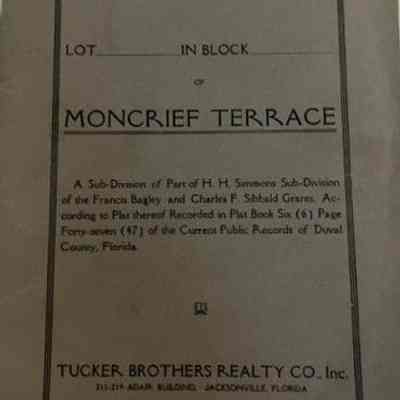 LOT IN BLOCK
OF
MONCRIEF TERRACE
A Sub-Division of Part of H. H. Simmons Sub-Division
of the Francis Bagley and Charles F. Sibbald Grants, Ac-
cording to Plat thereof Recorded in Plat Book Six (6) Page
Forty-seven (47) of the Current Public Records of Duval
County, Florida.
TUCKER BROTHERS REALTY CO., Inc.
215-219 ADAIR BUILDING - JACKSONVILLE, FLORIDA